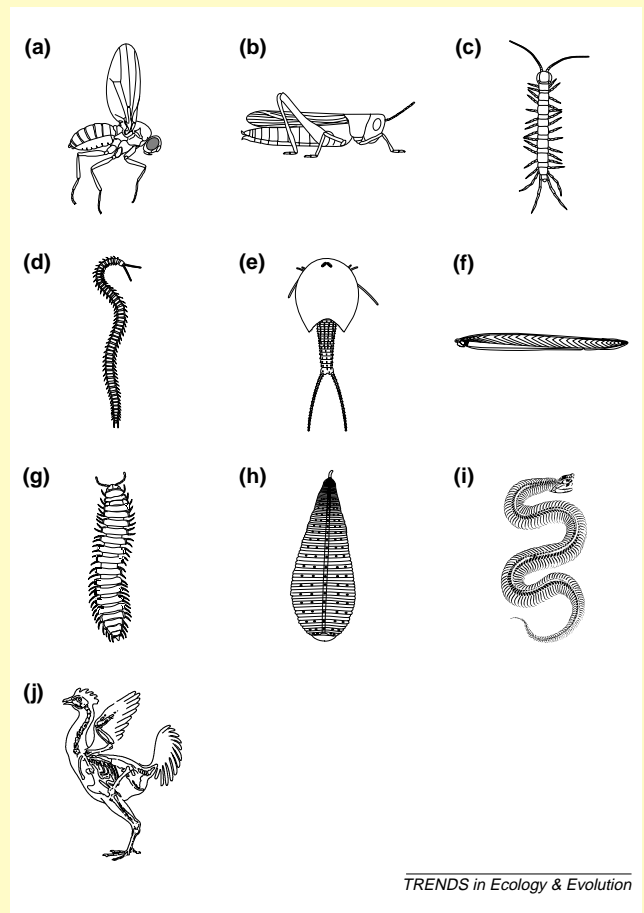 (a)
(b)
(c)
(d)
(e)
(f)
(g)
(h)
(i)
(j)
TRENDS in Ecology & Evolution